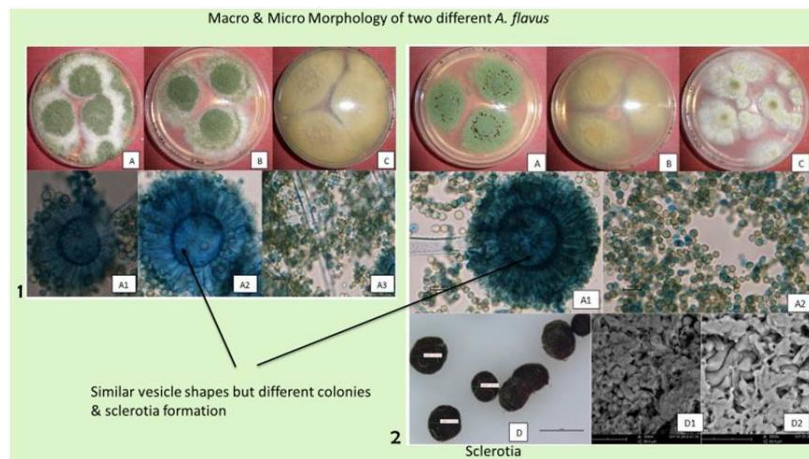 Macro & Micro Morphology of two different A. flavus
A
B
C
A1
A2
A3
1
A
B
C
A1
A2
D
D1
D2
2
Similar vesicle shapes but different colonies
& sclerotia formation
Sclerotia